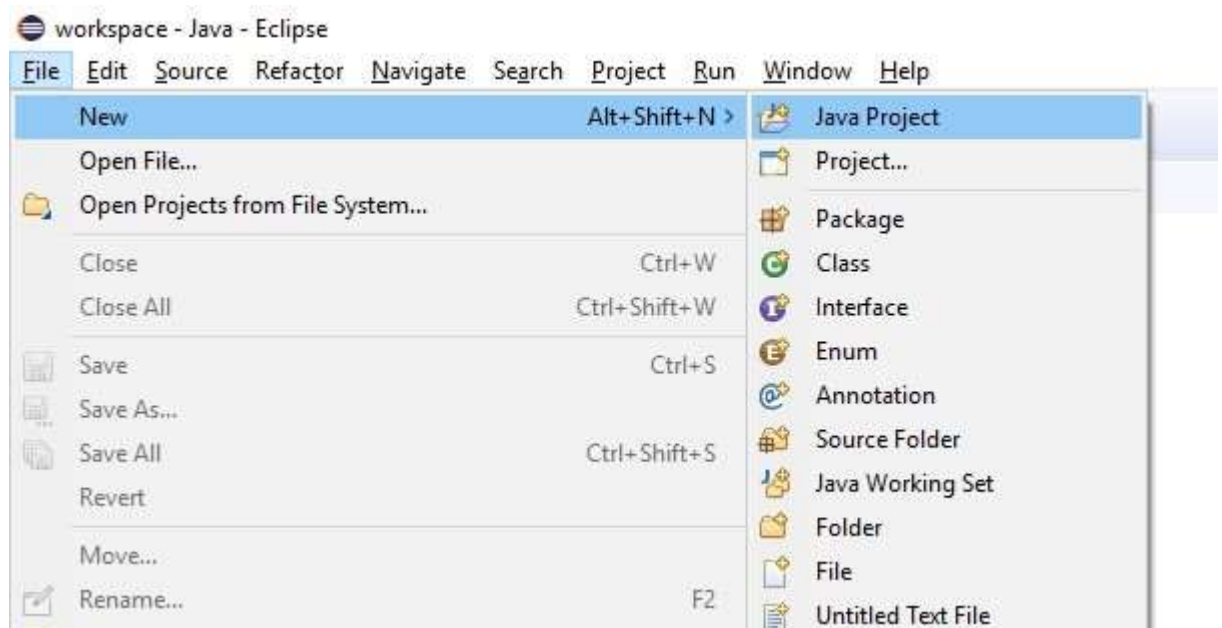 workspace - Java - Eclipse
File Edit Source Refactor Navigate Search Project Run Window Help
New Alt+Shift+N >
Open File...
Open Projects from File System...
Close Ctrl+W
Close All Ctrl+Shift+W
Save Ctrl+S
Save As...
Save All Ctrl+Shift+S
Revert
Move...
Rename... F2
Java Project
Project...
Package
Class
Interface
Enum
Annotation
Source Folder
Java Working Set
Folder
File
Untitled Text File